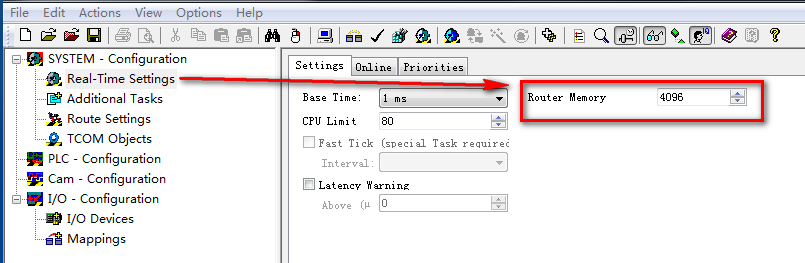 File Edit Actions View Options Help
SYSTEM - Configuration
Real-Time Settings
Additional Tasks
Route Settings
TCOM Objects
PLC - Configuration
Cam - Configuration
I/O - Configuration
I/O Devices
Mappings
Settings Online Priorities
Base Time: 1 ms
Router Memory 4096
CPU Limit 80
Fast Tick (special Task required
Interval:
Latency Warning
Above (μ 0